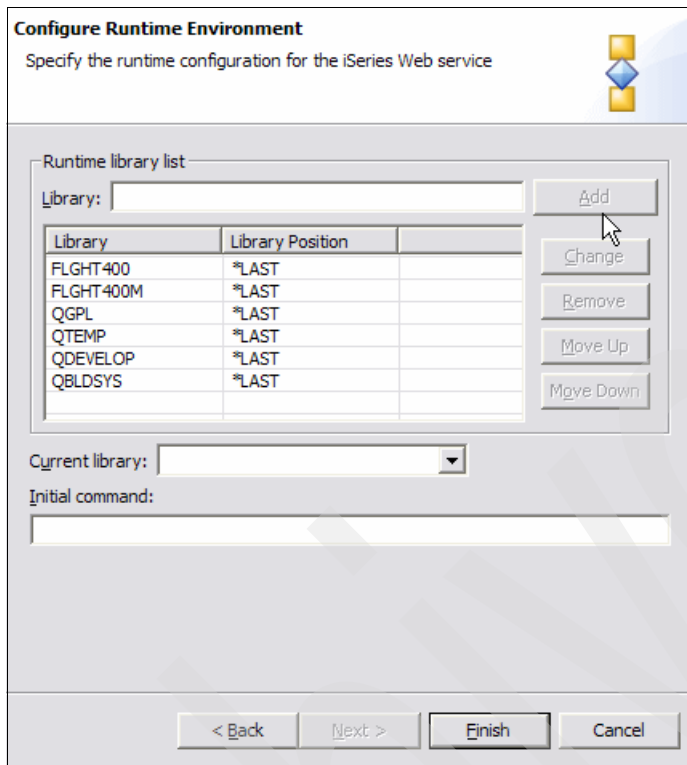 Configure Runtime Environment
Specify the runtime configuration for the iSeries Web service
Runtime library list
Library:
Add
Library Library Position
Change
FLGHT400 *LAST
FLGHT400M *LAST
Remove
QGPL *LAST
QTEMP *LAST
Move Up
QDEVELOP *LAST
QBLDSYS *LAST
Move Down
Current library:
Initial command:
< Back Next > Finish Cancel